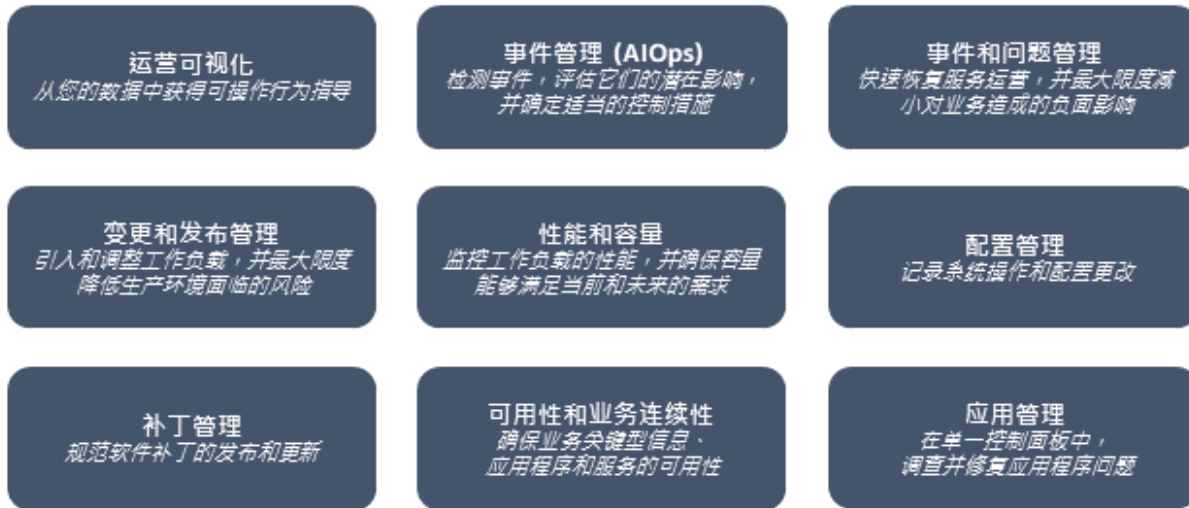 运营可视化
从您的数据中获得可操作行为指导
事件管理 (AIOps)
检测事件，评估它们的潜在影响，
并确定适当的控制措施
事件和问题管理
快速恢复服务运营，并最大限度减
小对业务造成的负面影响
变更和发布管理
引入和调整工作负载，并最大限度
降低生产环境面临的风险
性能和容量
监控工作负载的性能，并确保容量
能够满足当前和未来的需求
配置管理
记录系统操作和配置更改
补丁管理
规范软件补丁的发布和更新
可用性和业务连续性
确保业务关键型信息、
应用程序和服务的可用性
应用管理
在单一控制面板中，
调查并修复应用程序问题